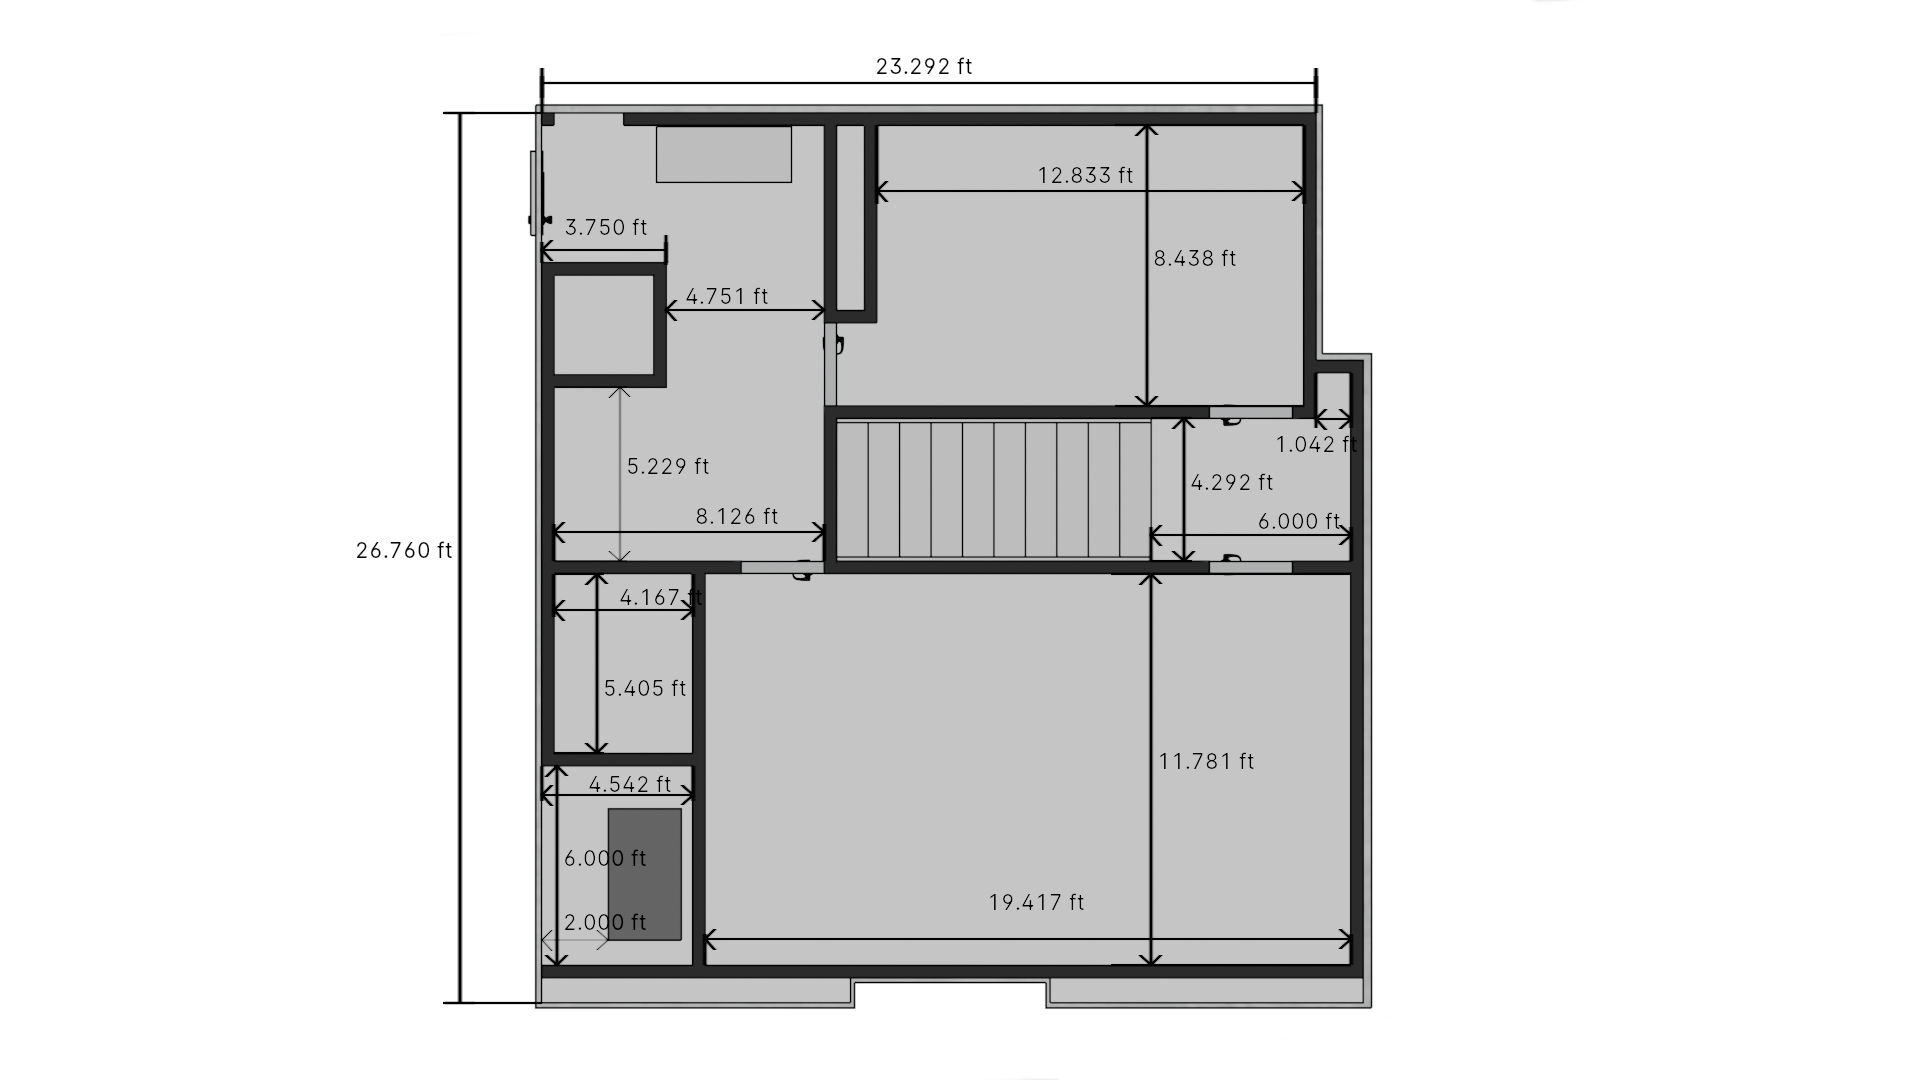 23.292 ft
12.833 ft
3.750 ft
8.438 ft
4.751 ft
1.042 ft
5.229 ft
4.292 ft
8.126 ft
6.000 ft
26.760 ft
4.167 ft
5.405 ft
11.781 ft
4.542 ft
6.000 ft
19.417 ft
2.000 ft